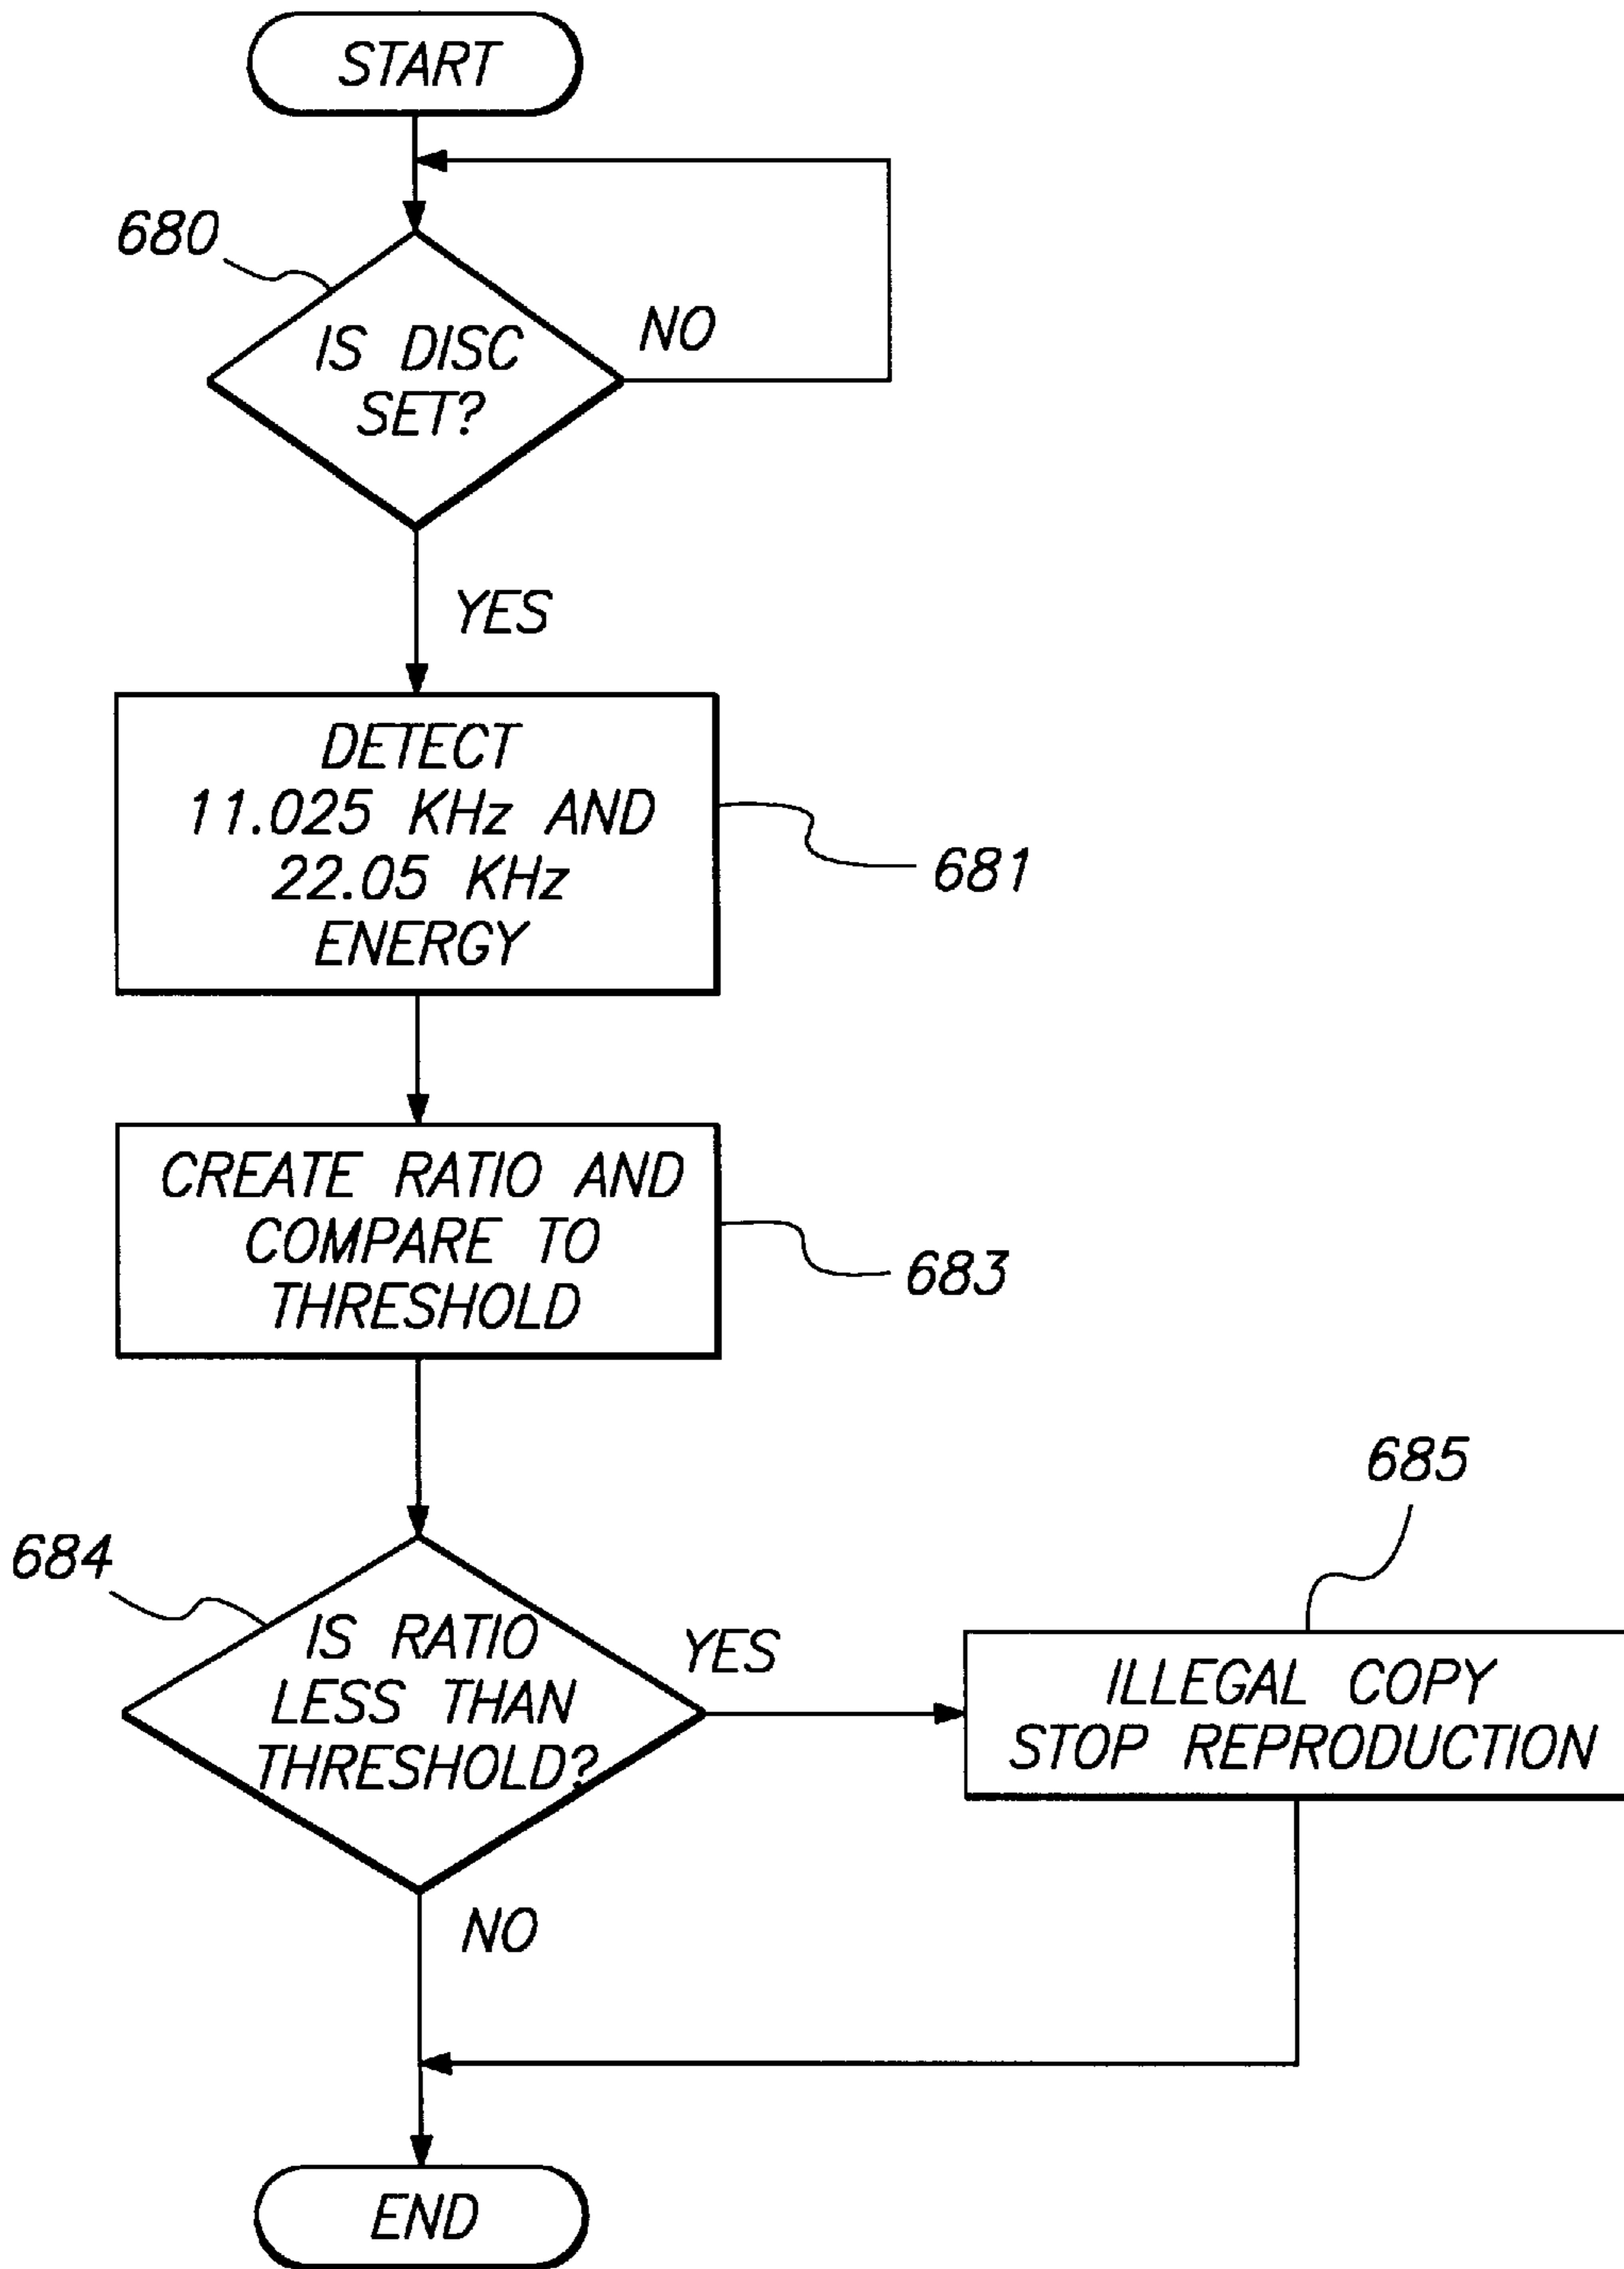 START
680
IS DISC
SET?
NO
YES
DETECT
11.025 KHz AND
22.05 KHz
ENERGY
681
CREATE RATIO AND
COMPARE TO
THRESHOLD
683
684
IS RATIO
LESS THAN
THRESHOLD?
YES
685
ILLEGAL COPY
STOP REPRODUCTION
NO
END